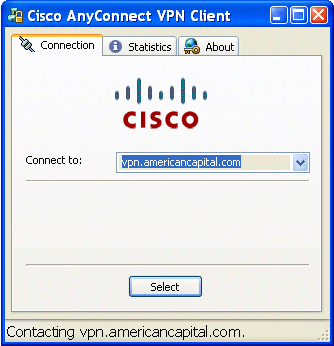 Cisco AnyConnect VPN Client
Connection
Statistics
About
CISCO
Connect to:
vpn.americancapital.com
Select
Contacting vpn.americancapital.com.